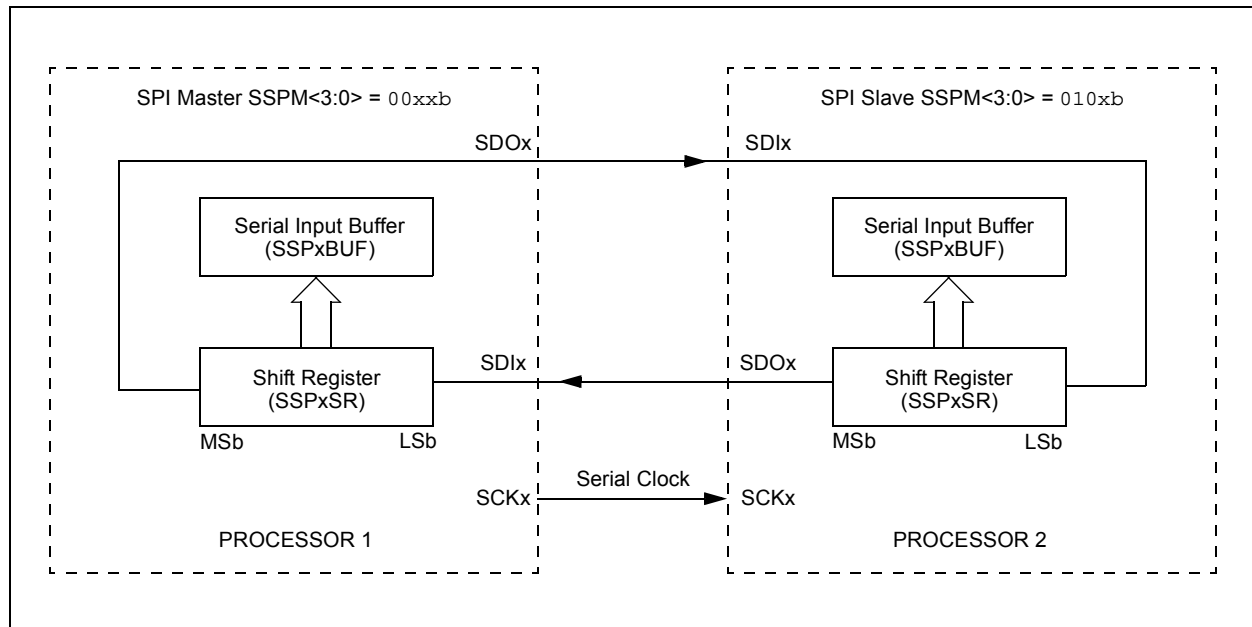 SPI Master SSPM<3:0> = 00xxb
SDOx
Serial Input Buffer
(SSPxBUF)
Shift Register
(SSPxSR)
MSb
LSb
SDIx
SCKx
PROCESSOR 1
Serial Clock
SPI Slave SSPM<3:0> = 010xb
SDIx
Serial Input Buffer
(SSPxBUF)
SDOx
Shift Register
(SSPxSR)
MSb
LSb
SCKx
PROCESSOR 2